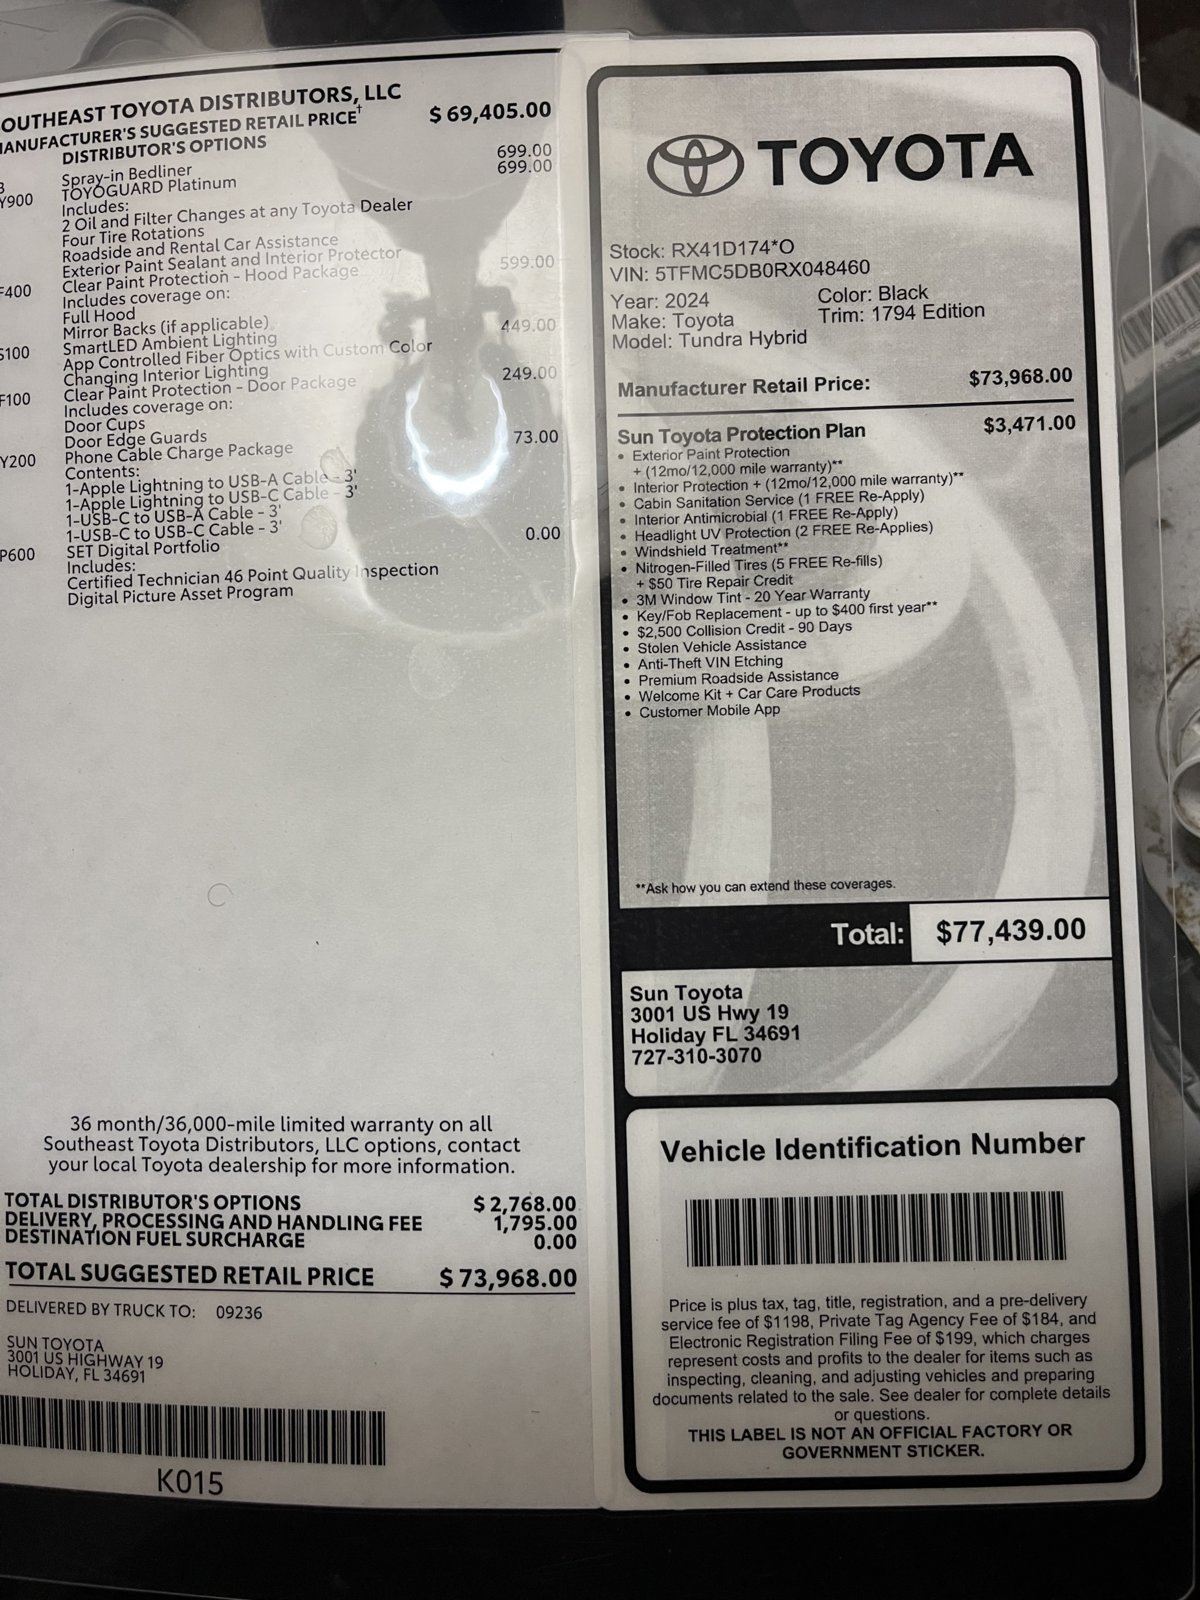 OUTHEAST TOYOTA DISTRIBUTORS, LLC
ANUFACTURER'S SUGGESTED RETAIL PRICE† $ 69,405.00
DISTRIBUTOR'S OPTIONS
Spray-in Bedliner 699.00
Y900 TOYOGUARD Platinum 699.00
Includes:
2 Oil and Filter Changes at any Toyota Dealer
Four Tire Rotations
Roadside and Rental Car Assistance
Exterior Paint Sealant and Interior Protector
F400 Clear Paint Protection - Hood Package 599.00
Includes coverage on:
Full Hood
Mirror Backs (if applicable)
S100 SmartLED Ambient Lighting 449.00
App Controlled Fiber Optics with Custom Color
Changing Interior Lighting
F100 Clear Paint Protection - Door Package 249.00
Includes coverage on:
Door Cups
Door Edge Guards
Y200 Phone Cable Charge Package 73.00
Contents:
1-Apple Lightning to USB-A Cable - 3'
1-Apple Lightning to USB-C Cable - 3'
1-USB-C to USB-A Cable - 3'
1-USB-C to USB-C Cable - 3'
P600 SET Digital Portfolio 0.00
Includes:
Certified Technician 46 Point Quality Inspection
Digital Picture Asset Program
36 month/36,000-mile limited warranty on all
Southeast Toyota Distributors, LLC options, contact
your local Toyota dealership for more information.
TOTAL DISTRIBUTOR'S OPTIONS $ 2,768.00
DELIVERY, PROCESSING AND HANDLING FEE 1,795.00
DESTINATION FUEL SURCHARGE 0.00
TOTAL SUGGESTED RETAIL PRICE $ 73,968.00
DELIVERED BY TRUCK TO: 09236
SUN TOYOTA
3001 US HIGHWAY 19
HOLIDAY, FL 34691
K015
TOYOTA
Stock: RX41D174*O
VIN: 5TFMC5DB0RX048460
Year: 2024 Color: Black
Make: Toyota Trim: 1794 Edition
Model: Tundra Hybrid
Manufacturer Retail Price: $73,968.00
Sun Toyota Protection Plan $3,471.00
• Exterior Paint Protection
+ (12mo/12,000 mile warranty)**
• Interior Protection + (12mo/12,000 mile warranty)**
• Cabin Sanitation Service (1 FREE Re-Apply)
• Interior Antimicrobial (1 FREE Re-Apply)
• Headlight UV Protection (2 FREE Re-Applies)
• Windshield Treatment**
• Nitrogen-Filled Tires (5 FREE Re-fills)
+ $50 Tire Repair Credit
• 3M Window Tint - 20 Year Warranty
• Key/Fob Replacement - up to $400 first year**
• $2,500 Collision Credit - 90 Days
• Stolen Vehicle Assistance
• Anti-Theft VIN Etching
• Premium Roadside Assistance
• Welcome Kit + Car Care Products
• Customer Mobile App
**Ask how you can extend these coverages.
Total: $77,439.00
Sun Toyota
3001 US Hwy 19
Holiday FL 34691
727-310-3070
Vehicle Identification Number
Price is plus tax, tag, title, registration, and a pre-delivery
service fee of $1198, Private Tag Agency Fee of $184, and
Electronic Registration Filing Fee of $199, which charges
represent costs and profits to the dealer for items such as
inspecting, cleaning, and adjusting vehicles and preparing
documents related to the sale. See dealer for complete details
or questions.
THIS LABEL IS NOT AN OFFICIAL FACTORY OR
GOVERNMENT STICKER.